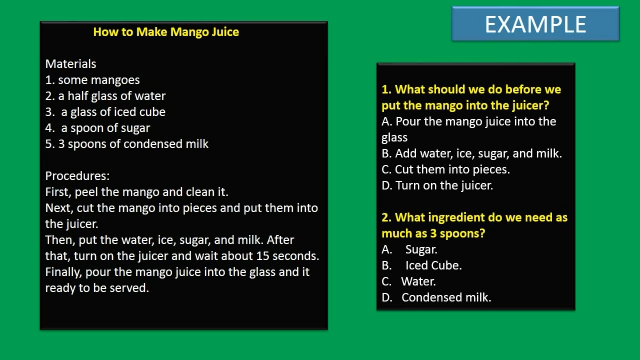 EXAMPLE
How to Make Mango Juice
Materials
1. some mangoes
2. a half glass of water
3. a glass of iced cube
4. a spoon of sugar
5. 3 spoons of condensed milk
Procedures:
First, peel the mango and clean it.
Next, cut the mango into pieces and put them into
the juicer.
Then, put the water, ice, sugar, and milk. After
that, turn on the juicer and wait about 15 seconds.
Finally, pour the mango juice into the glass and it
ready to be served.
1. What should we do before we
put the mango into the juicer?
A. Pour the mango juice into the
glass
B. Add water, ice, sugar, and milk.
C. Cut them into pieces.
D. Turn on the juicer.
2. What ingredient do we need as
much as 3 spoons?
A. Sugar.
B. Iced Cube.
C. Water.
D. Condensed milk.